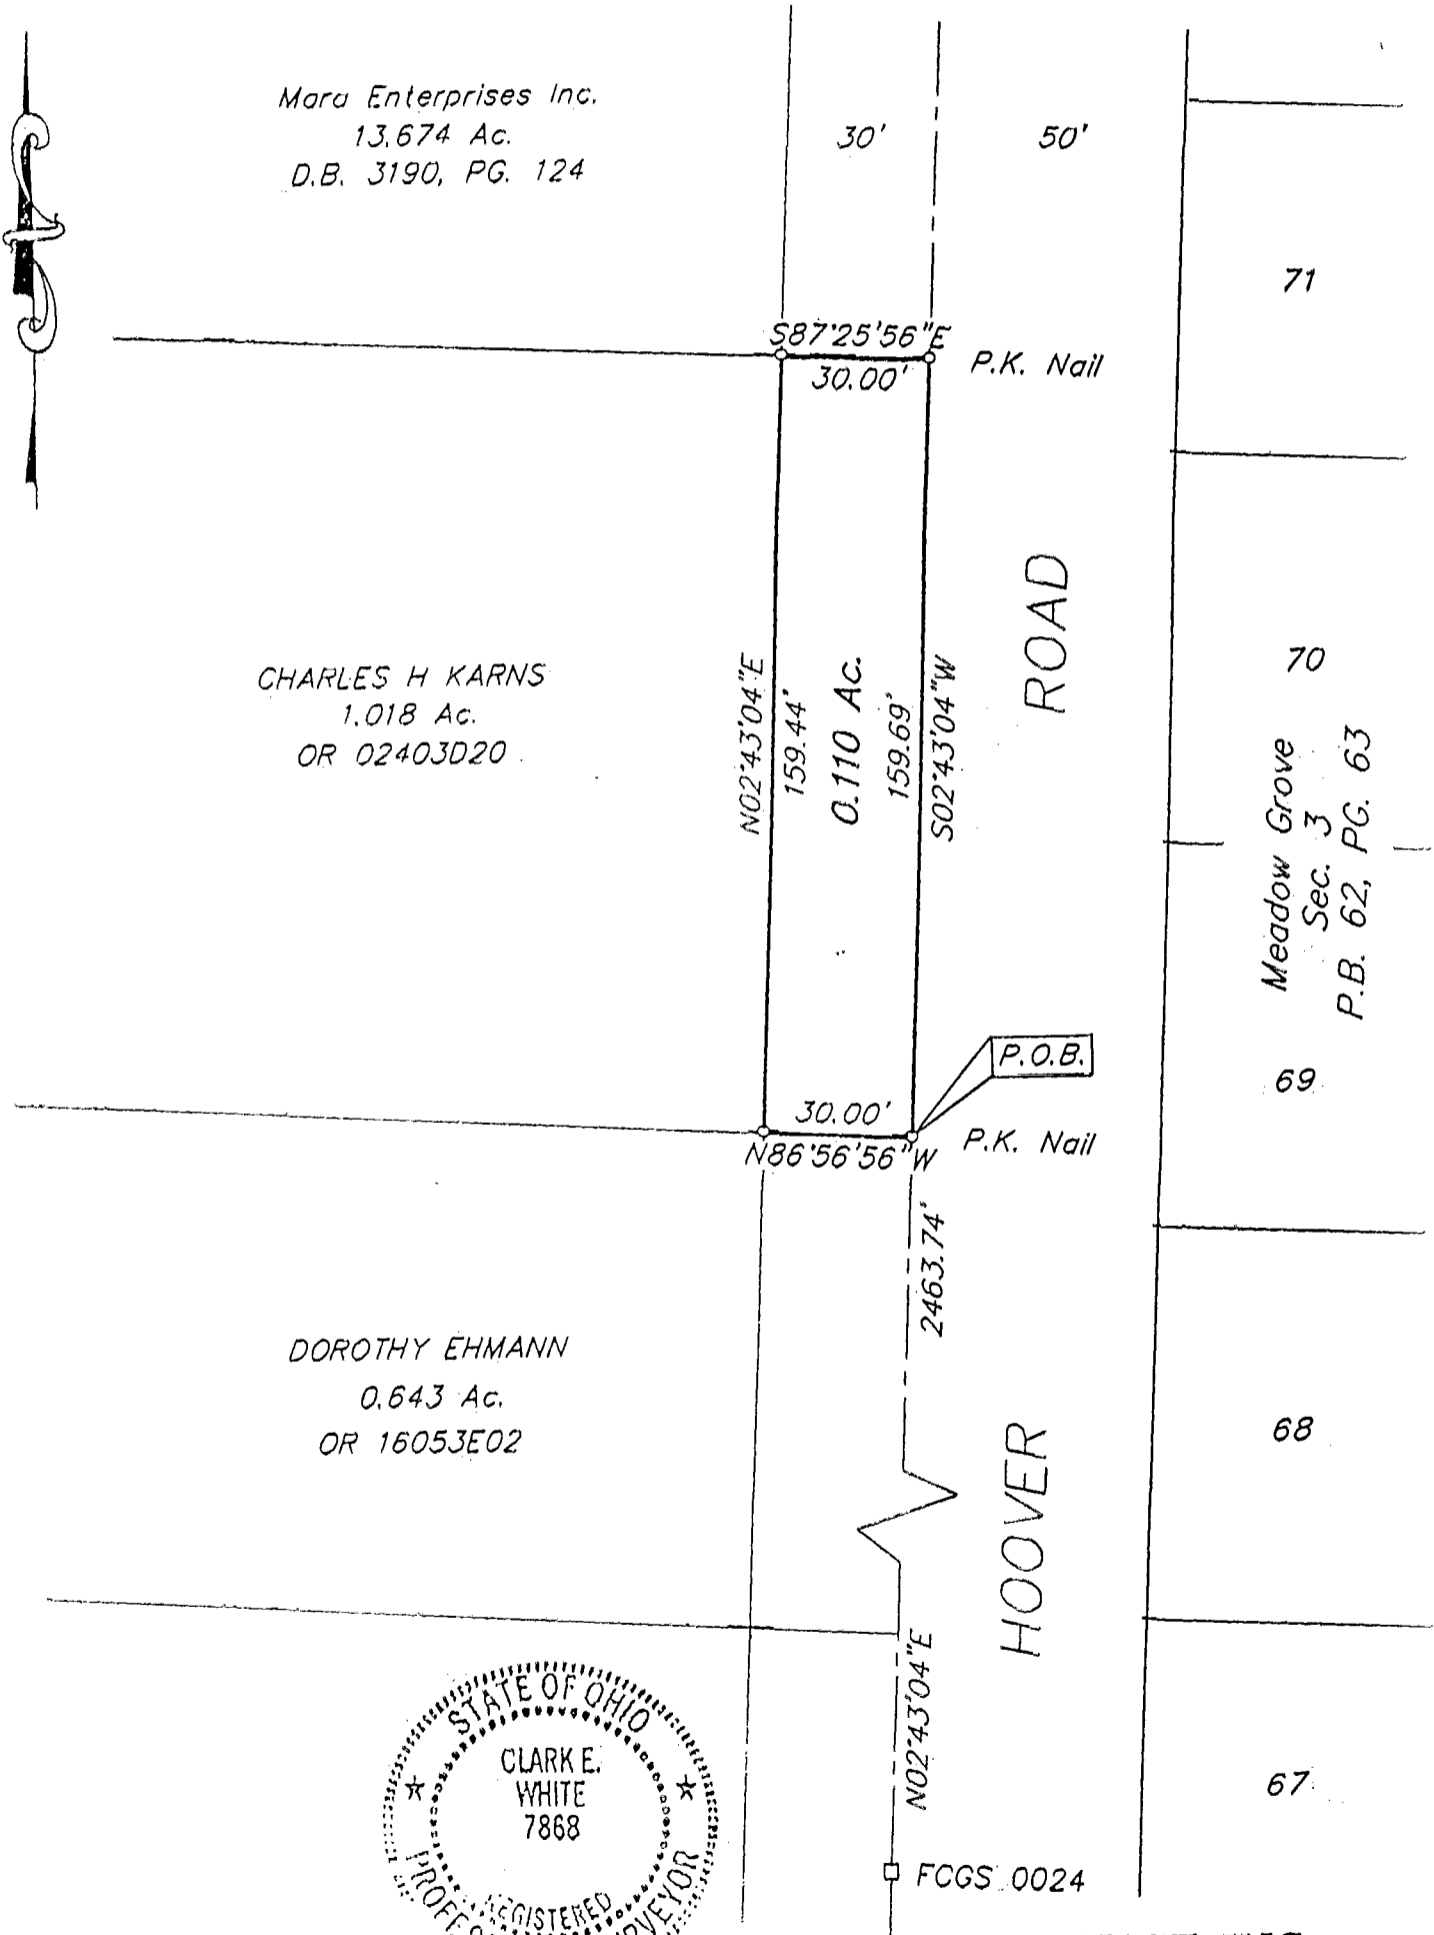 Mara Enterprises Inc.
13.674 Ac.
D.B. 3190, PG. 124
30'
50'
71
S87°25'56"E
30.00'
P.K. Nail
CHARLES H KARNS
1.018 Ac.
OR 02403D20
N02°43'04"E
159.44'
0.110 Ac.
159.69'
S02°43'04"W
ROAD
70
Meadow Grove
Sec. 3
P.B. 62, PG. 63
P.O.B.
69
30.00'
N86°56'56"W
P.K. Nail
2463.74'
DOROTHY EHMANN
0.643 Ac.
OR 16053E02
HOOVER
68
N02°43'04"E
STATE OF OHIO
CLARK E.
WHITE
7868
REGISTERED
67
FCGS 0024